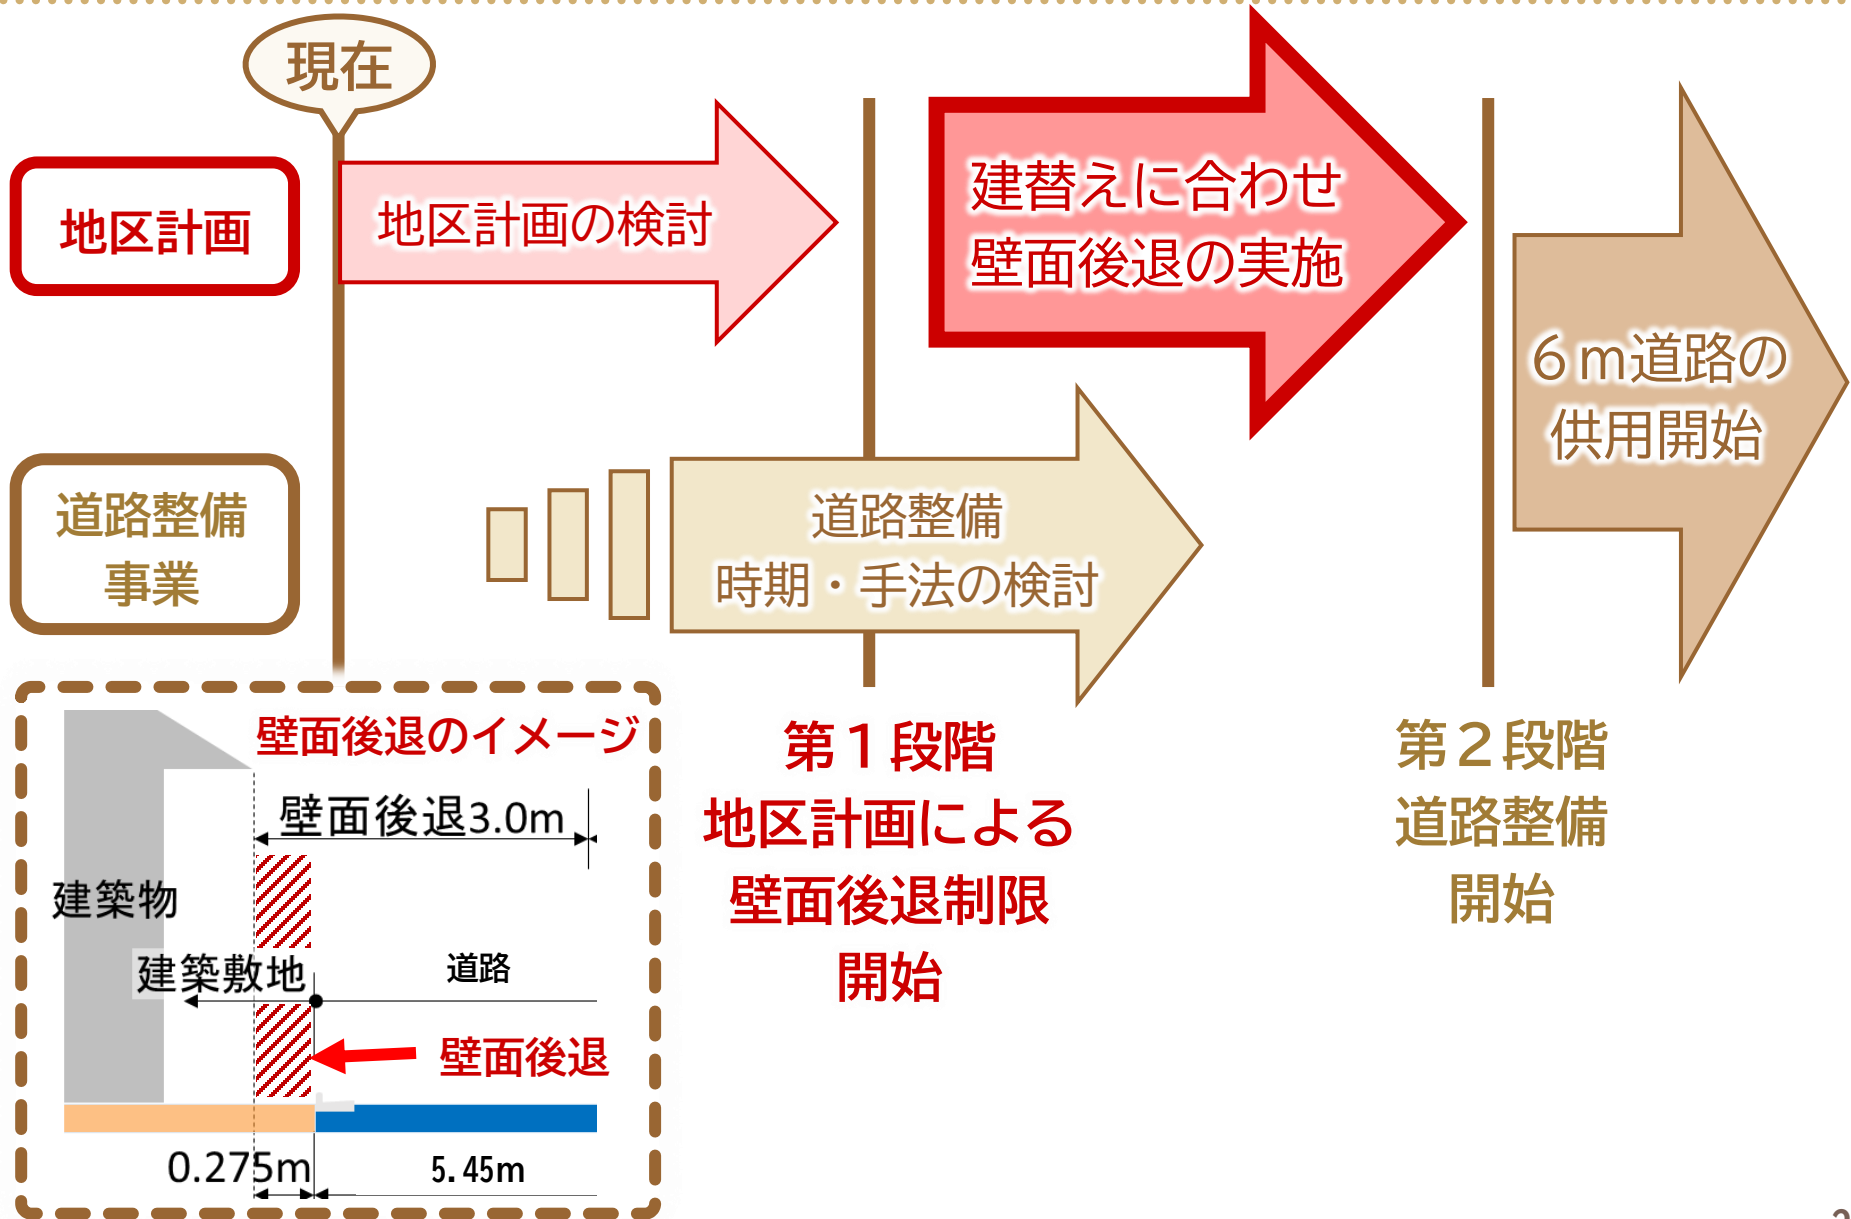 現在
地区計画
地区計画の検討
建替えに合わせ
壁面後退の実施
６ｍ道路の
供用開始
道路整備
事業
道路整備
時期・手法の検討
第１段階
地区計画による
壁面後退制限
開始
第２段階
道路整備
開始
壁面後退のイメージ
壁面後退3.0m
建築物
建築敷地
道路
壁面後退
0.275m
5.45m